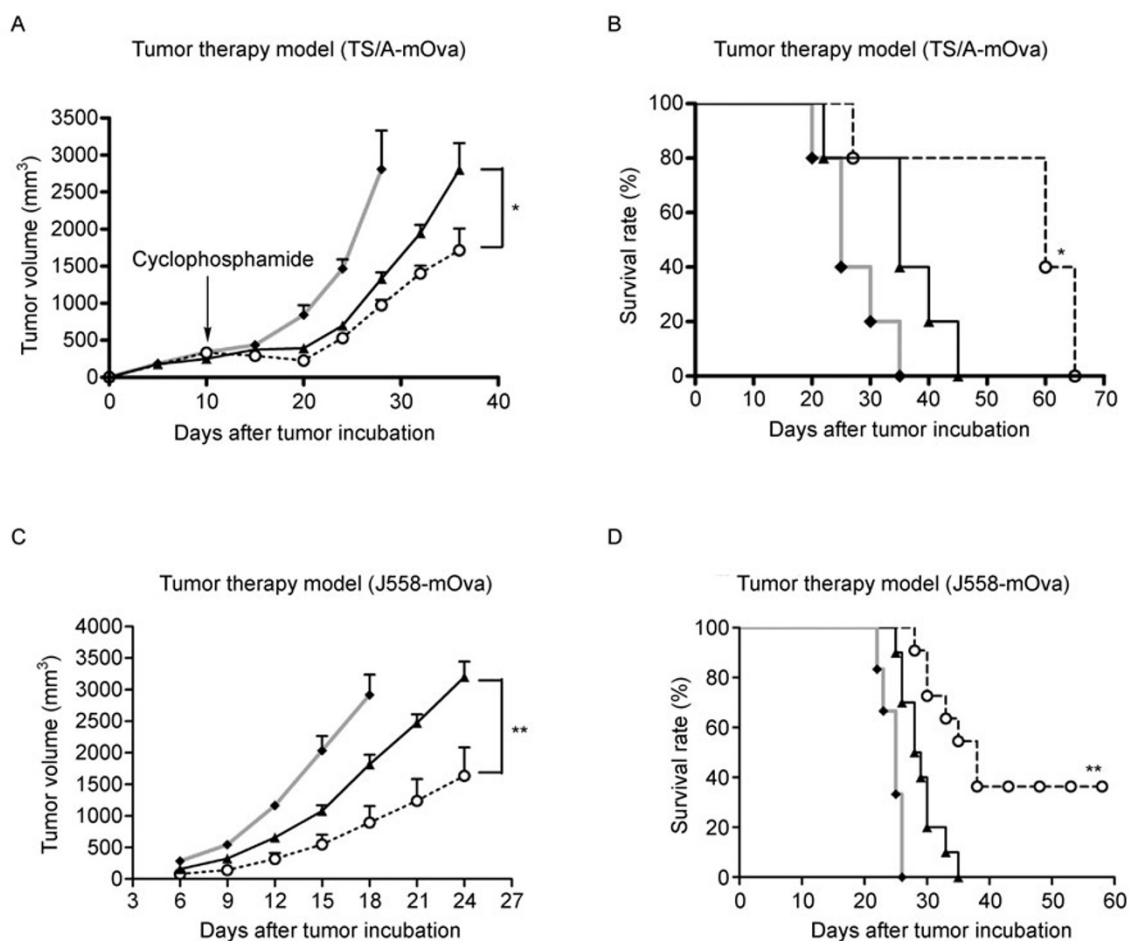 A
Tumor therapy model (TS/A-mOva)
3500
3000
2500
2000
1500
1000
500
0
Tumor volume (mm³)
Cyclophosphamide
*
0 10 20 30 40
Days after tumor incubation
B
Tumor therapy model (TS/A-mOva)
100
80
60
40
20
0
Survival rate (%)
*
0 10 20 30 40 50 60 70
Days after tumor incubation
C
Tumor therapy model (J558-mOva)
4000
3500
3000
2500
2000
1500
1000
500
0
Tumor volume (mm³)
**
3 6 9 12 15 18 21 24 27
Days after tumor incubation
D
Tumor therapy model (J558-mOva)
100
80
60
40
20
0
Survival rate (%)
**
0 10 20 30 40 50 60
Days after tumor incubation